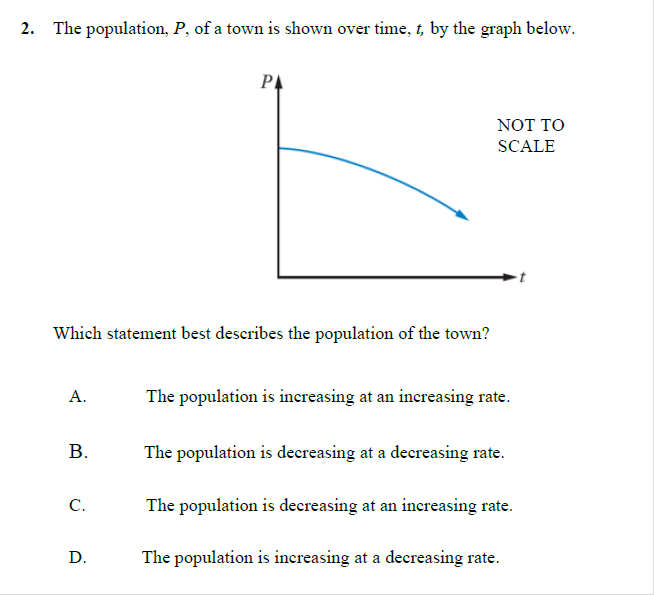 2. The population, P, of a town is shown over time, t, by the graph below.
P
NOT TO
SCALE
t
Which statement best describes the population of the town?
A. The population is increasing at an increasing rate.
B. The population is decreasing at a decreasing rate.
C. The population is decreasing at an increasing rate.
D. The population is increasing at a decreasing rate.